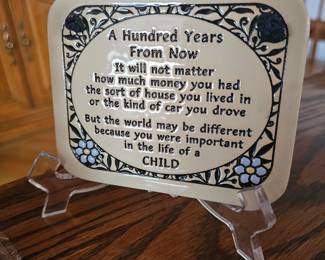 A Hundred Years
From Now
It will not matter
how much money you had
the sort of house you lived in
or the kind of car you drove
But the world may be different
because you were important
in the life of a
CHILD